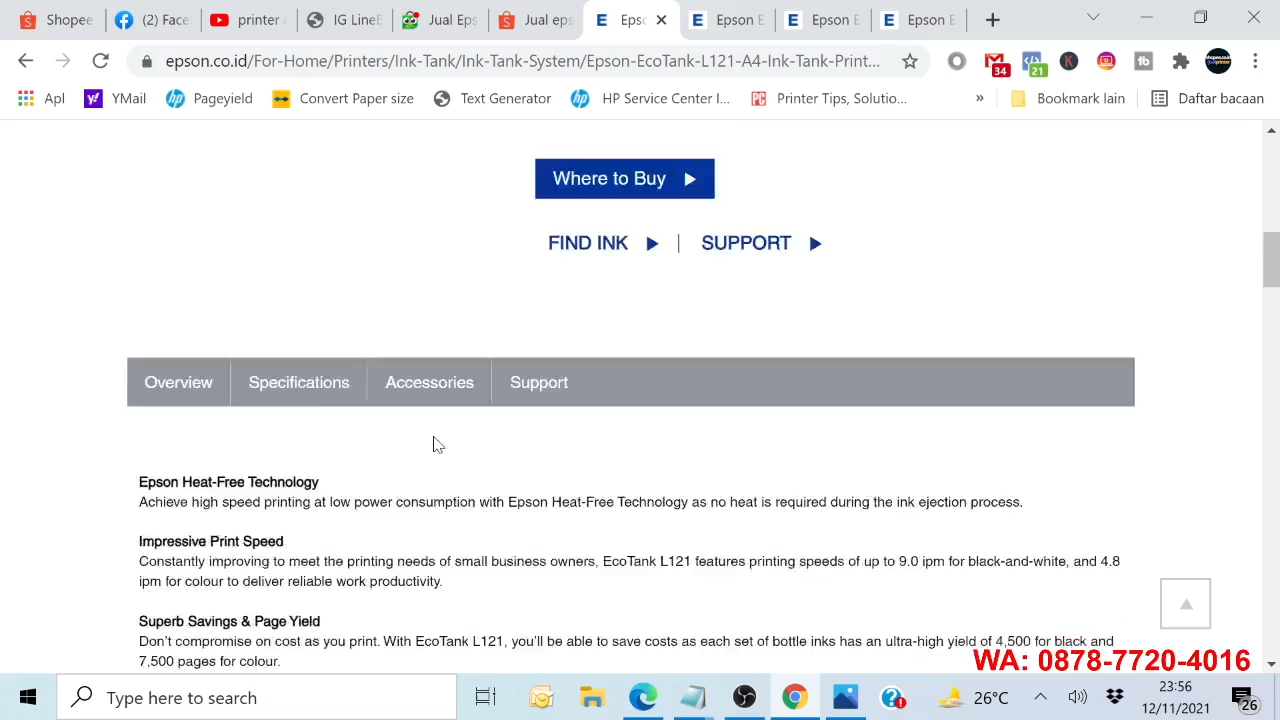 Shopee
(2) Face
printer
IG LineB
Jual Eps
Jual eps
Epso
Epson E
Epson E
Epson E
epson.co.id/For-Home/Printers/Ink-Tank/Ink-Tank-System/Epson-EcoTank-L121-A4-Ink-Tank-Print...
34
21
K
tb
Apl
YMail
Pageyield
Convert Paper size
Text Generator
HP Service Center I...
Printer Tips, Solutio...
»
Bookmark lain
Daftar bacaan
Where to Buy
FIND INK
SUPPORT
Overview
Specifications
Accessories
Support
Epson Heat-Free Technology
Achieve high speed printing at low power consumption with Epson Heat-Free Technology as no heat is required during the ink ejection process.
Impressive Print Speed
Constantly improving to meet the printing needs of small business owners, EcoTank L121 features printing speeds of up to 9.0 ipm for black-and-white, and 4.8
ipm for colour to deliver reliable work productivity.
Superb Savings & Page Yield
Don't compromise on cost as you print. With EcoTank L121, you'll be able to save costs as each set of bottle inks has an ultra-high yield of 4,500 for black and
7,500 pages for colour.
WA: 0878-7720-4016
Type here to search
26°C
23:56
12/11/2021
26